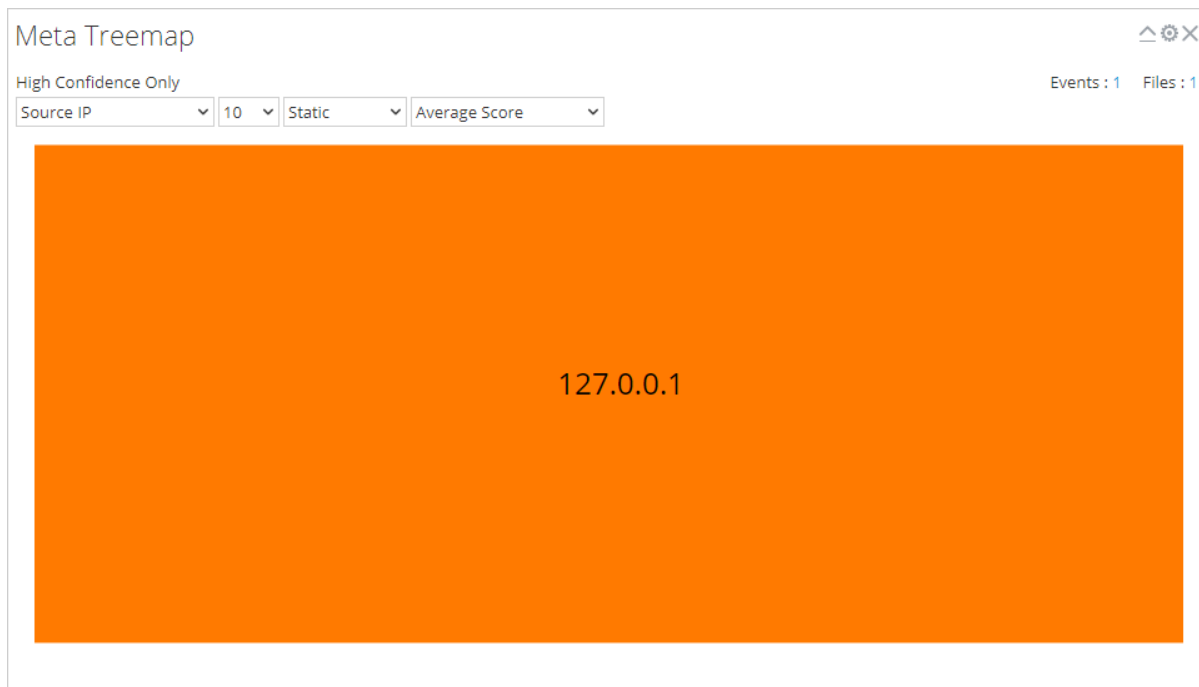 Meta Treemap
High Confidence Only
Events : 1 Files : 1
Source IP 10 Static Average Score
127.0.0.1